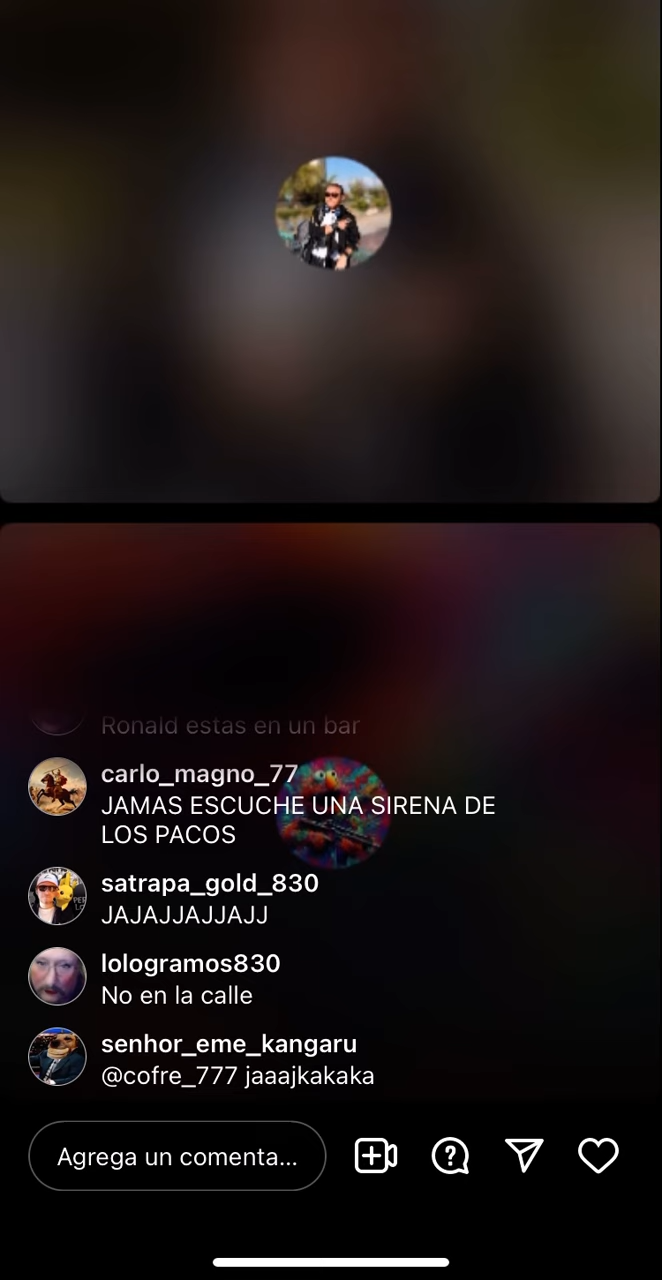 Ronald estas en un bar
carlo_magno_77
JAMAS ESCUCHE UNA SIRENA DE
LOS PACOS
satrapa_gold_830
JAJAJJAJJAJJ
lologramos830
No en la calle
senhor_eme_kangaru
@cofre_777 jaaajkakaka
Agrega un comenta...